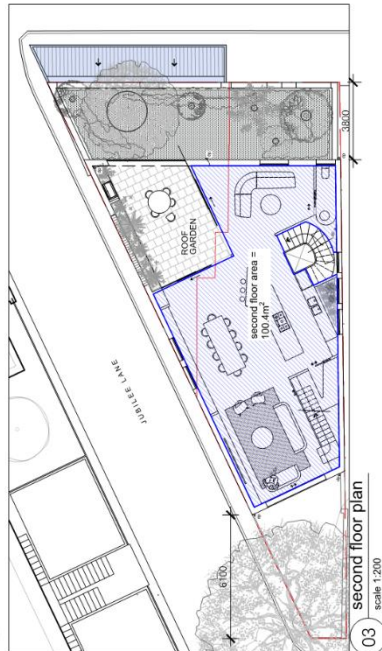 3800
ROOF
GARDEN
second floor area =
100.4m²
JUBILEE LANE
6100
second floor plan
03
scale 1:200